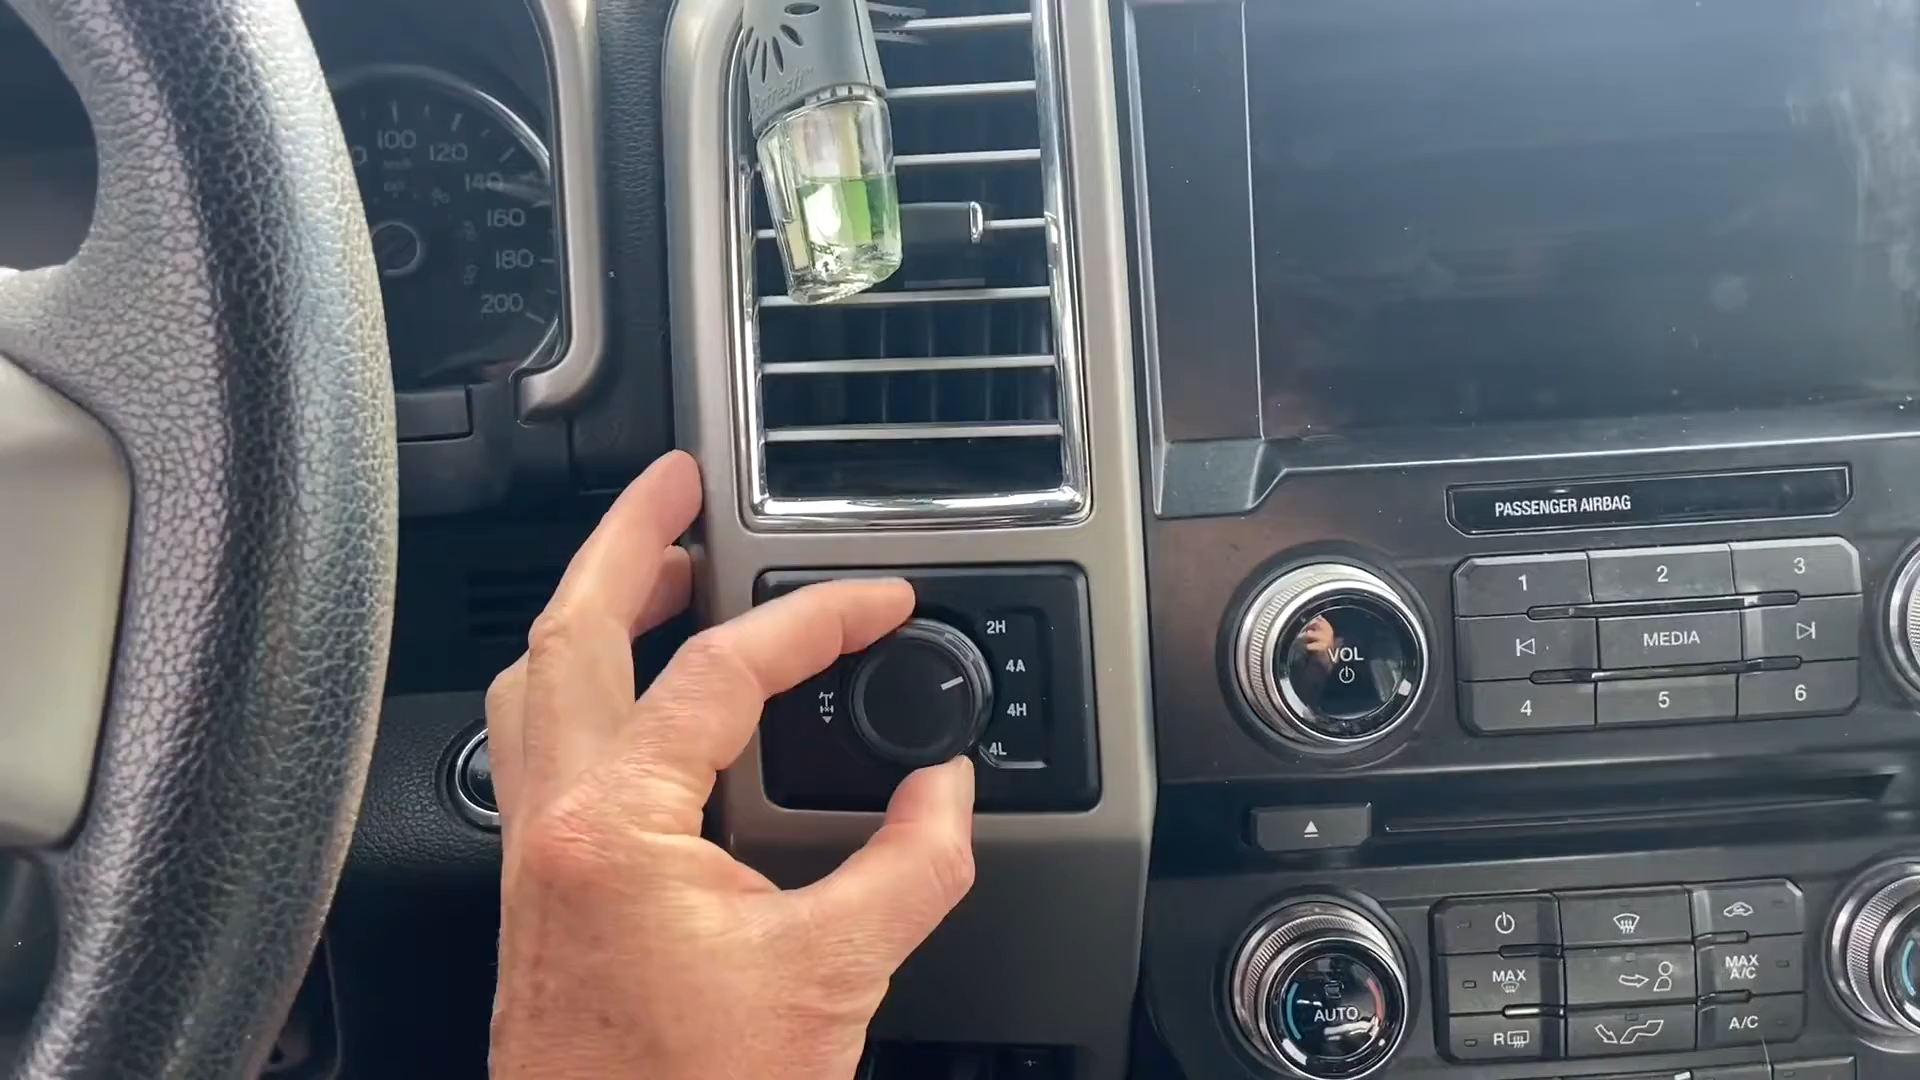 100
120
140
160
180
200
PASSENGER AIRBAG
1
2
3
VOL
MEDIA
4
5
6
2H
4A
4H
4L
MAX
MAX
A/C
AUTO
R
A/C